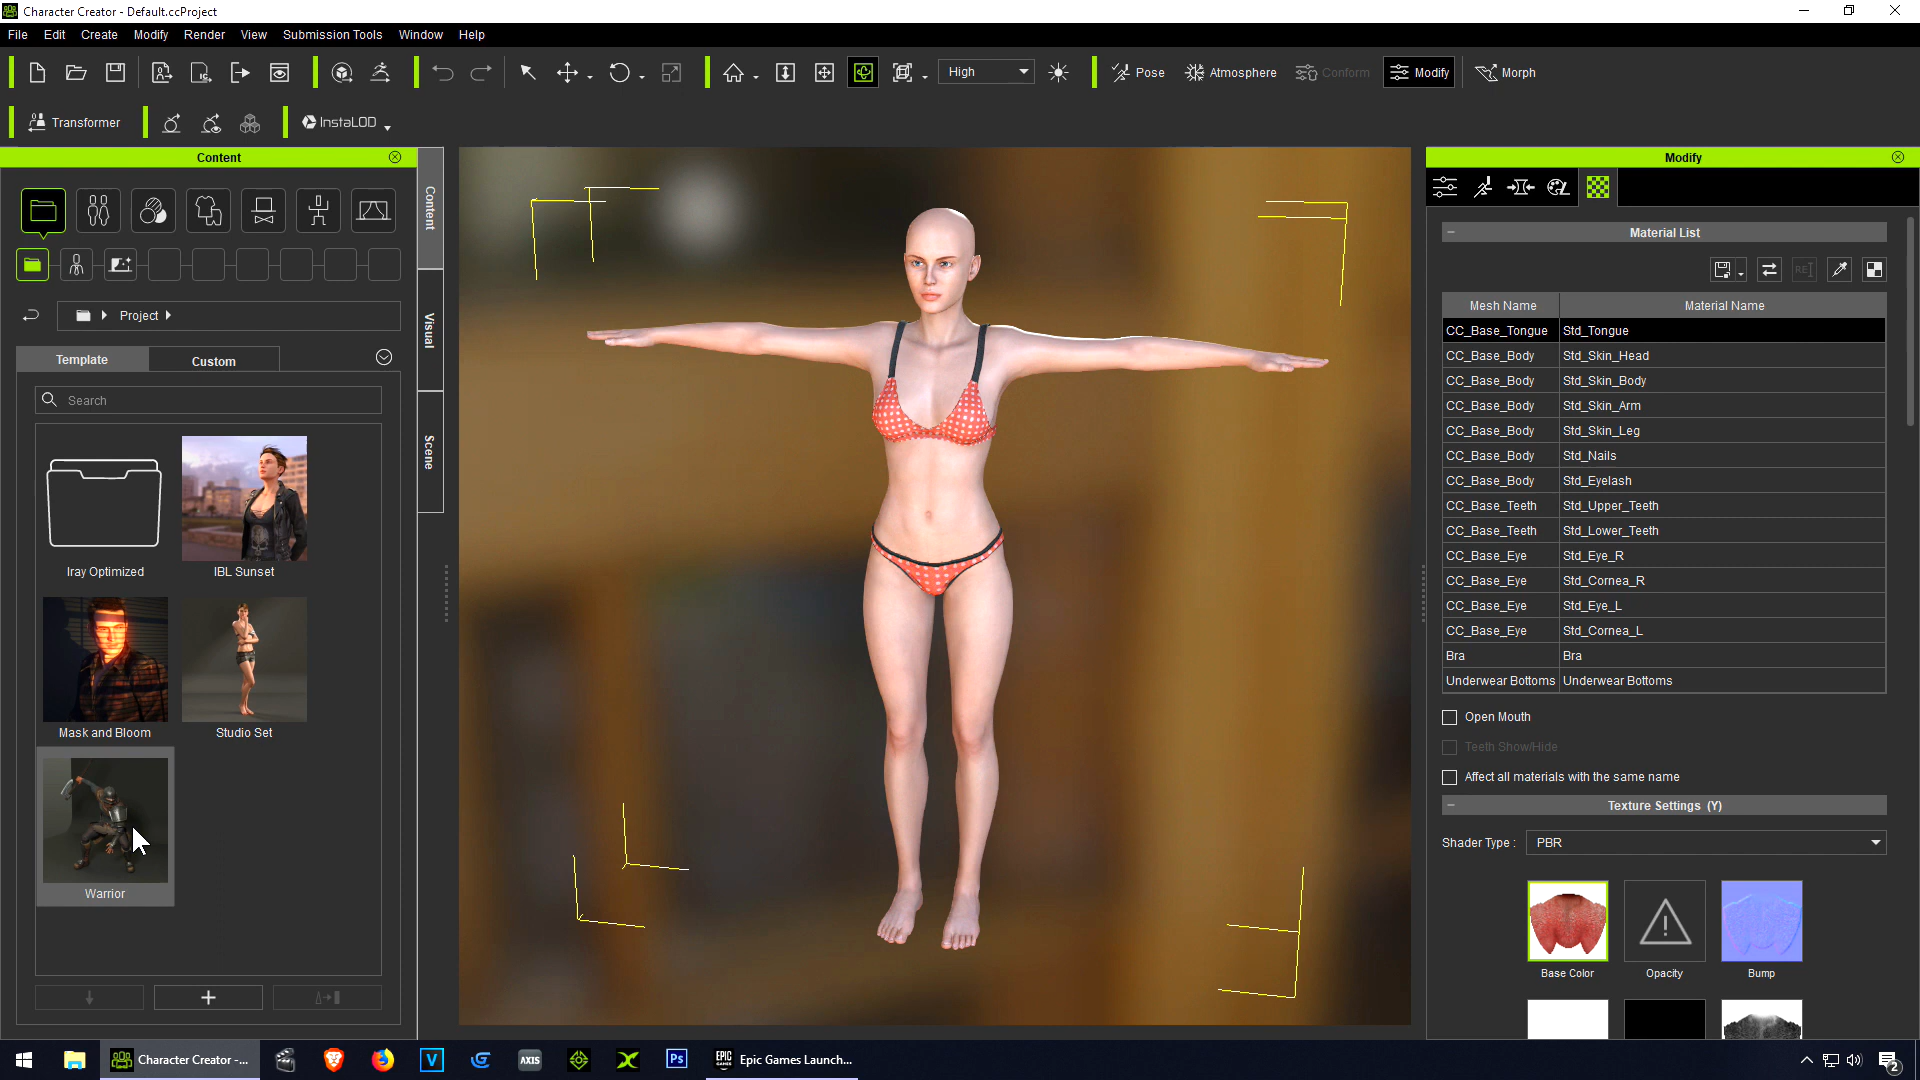 Character Creator - Default.ccProject
File Edit Create Modify Render View Submission Tools Window Help
High Pose Atmosphere Conform Modify Morph
Transformer InstaLOD
Content
Content
Visual
Scene
Project
Template Custom
Search
Iray Optimized IBL Sunset
Mask and Bloom Studio Set
Warrior
Modify
Material List
Mesh Name Material Name
CC_Base_Tongue Std_Tongue
CC_Base_Body Std_Skin_Head
CC_Base_Body Std_Skin_Body
CC_Base_Body Std_Skin_Arm
CC_Base_Body Std_Skin_Leg
CC_Base_Body Std_Nails
CC_Base_Body Std_Eyelash
CC_Base_Teeth Std_Upper_Teeth
CC_Base_Teeth Std_Lower_Teeth
CC_Base_Eye Std_Eye_R
CC_Base_Eye Std_Cornea_R
CC_Base_Eye Std_Eye_L
CC_Base_Eye Std_Cornea_L
Bra Bra
Underwear Bottoms Underwear Bottoms
Open Mouth
Teeth Show/Hide
Affect all materials with the same name
Texture Settings (Y)
Shader Type : PBR
Base Color Opacity Bump
Character Creator -... V AXIS Ps EPIC GAMES Epic Games Launch... 2